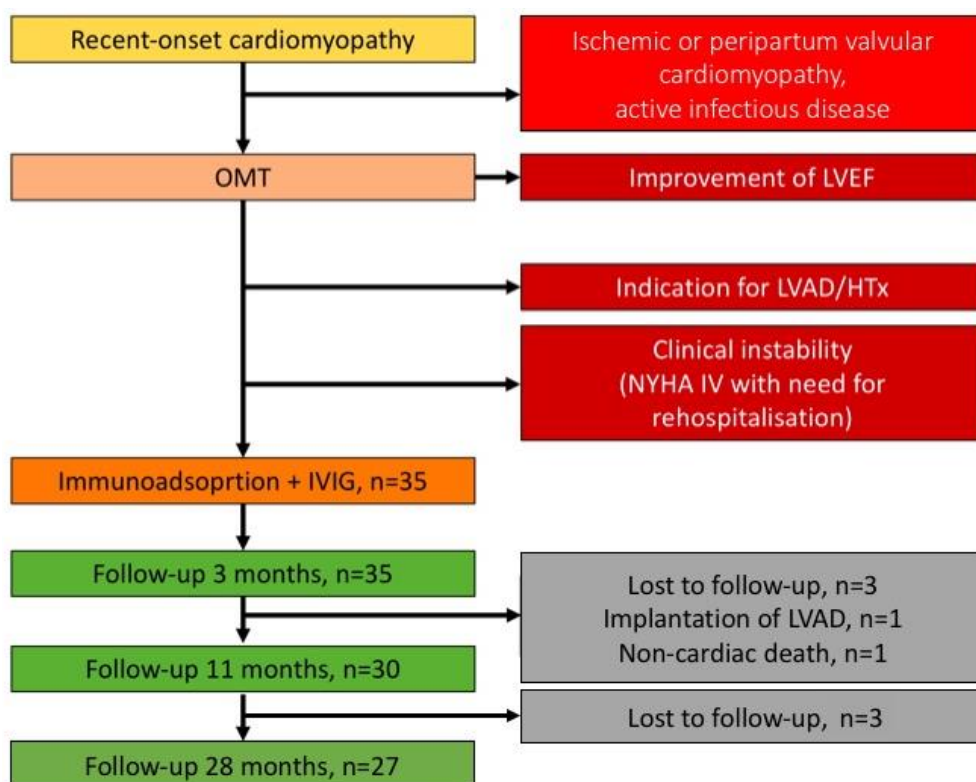 Recent-onset cardiomyopathy
Ischemic or peripartum valvular
cardiomyopathy,
active infectious disease
OMT
Improvement of LVEF
Indication for LVAD/HTx
Clinical instability
(NYHA IV with need for
rehospitalisation)
Immunoadsoprtion + IVIG, n=35
Follow-up 3 months, n=35
Lost to follow-up, n=3
Implantation of LVAD, n=1
Non-cardiac death, n=1
Follow-up 11 months, n=30
Lost to follow-up, n=3
Follow-up 28 months, n=27